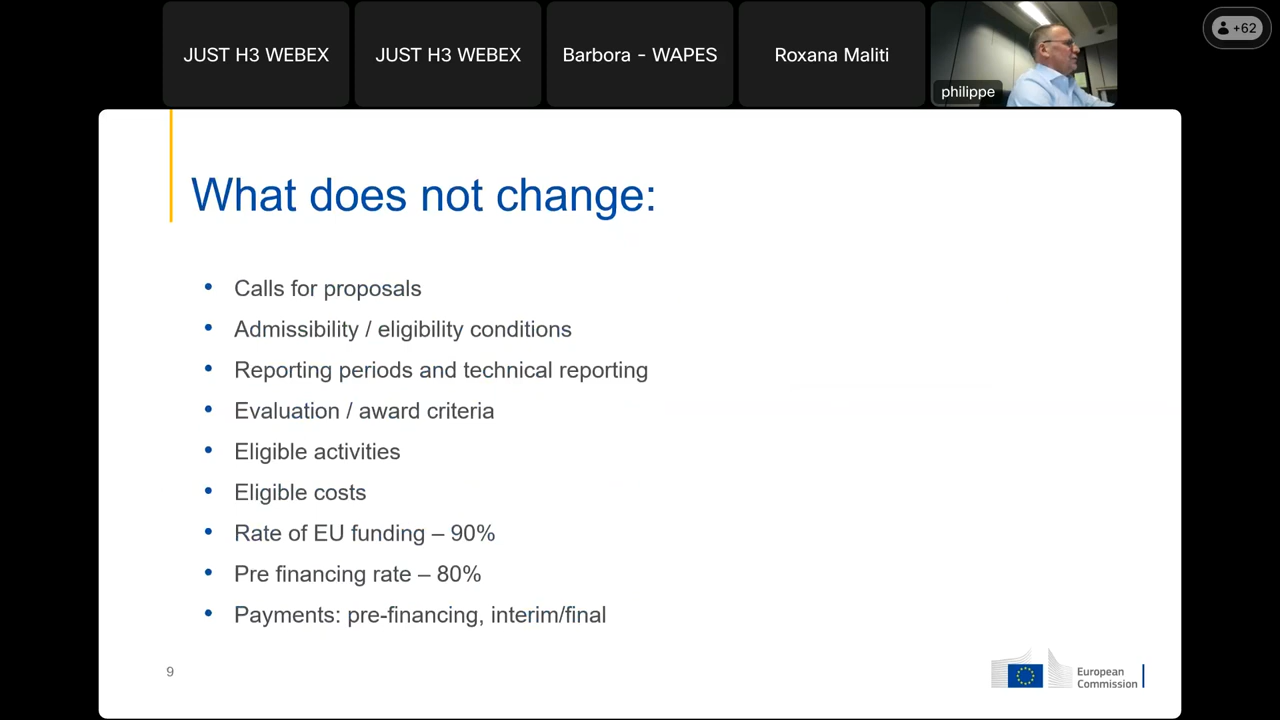 JUST H3 WEBEX
JUST H3 WEBEX
Barbora - WAPES
Roxana Maliti
philippe
+62
What does not change:
• Calls for proposals
• Admissibility / eligibility conditions
• Reporting periods and technical reporting
• Evaluation / award criteria
• Eligible activities
• Eligible costs
• Rate of EU funding – 90%
• Pre financing rate – 80%
• Payments: pre-financing, interim/final
9
European
Commission